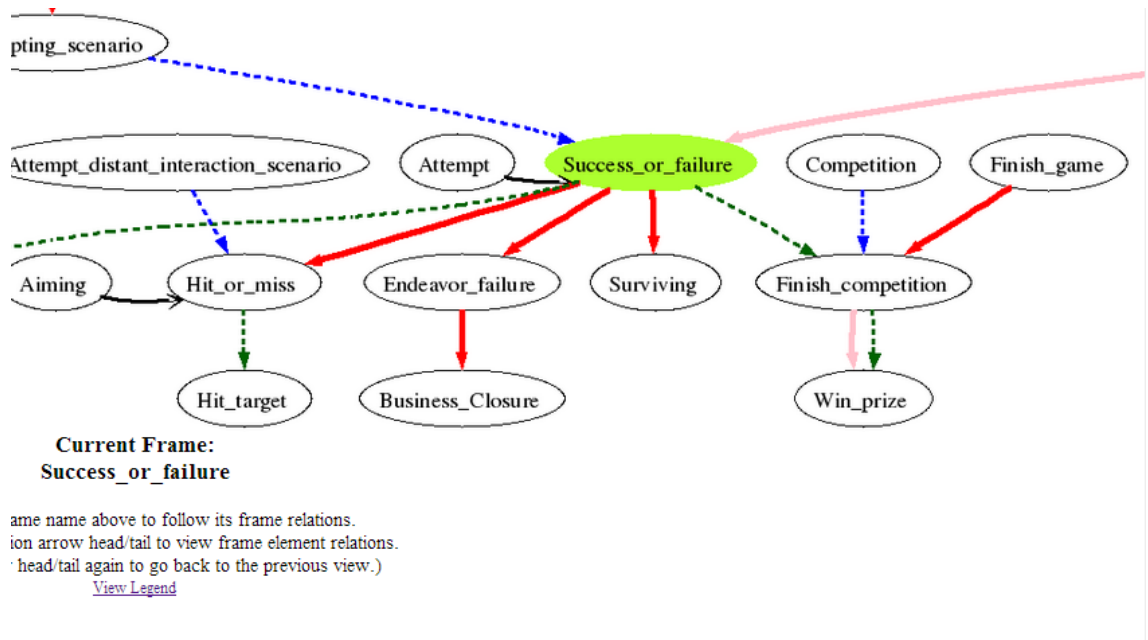 pting_scenario
Attempt_distant_interaction_scenario
Attempt
Success_or_failure
Competition
Finish_game
Aiming
Hit_or_miss
Endeavor_failure
Surviving
Finish_competition
Hit_target
Business_Closure
Win_prize
Current Frame:
Success_or_failure
ame name above to follow its frame relations.
ion arrow head/tail to view frame element relations.
head/tail again to go back to the previous view.)
View Legend